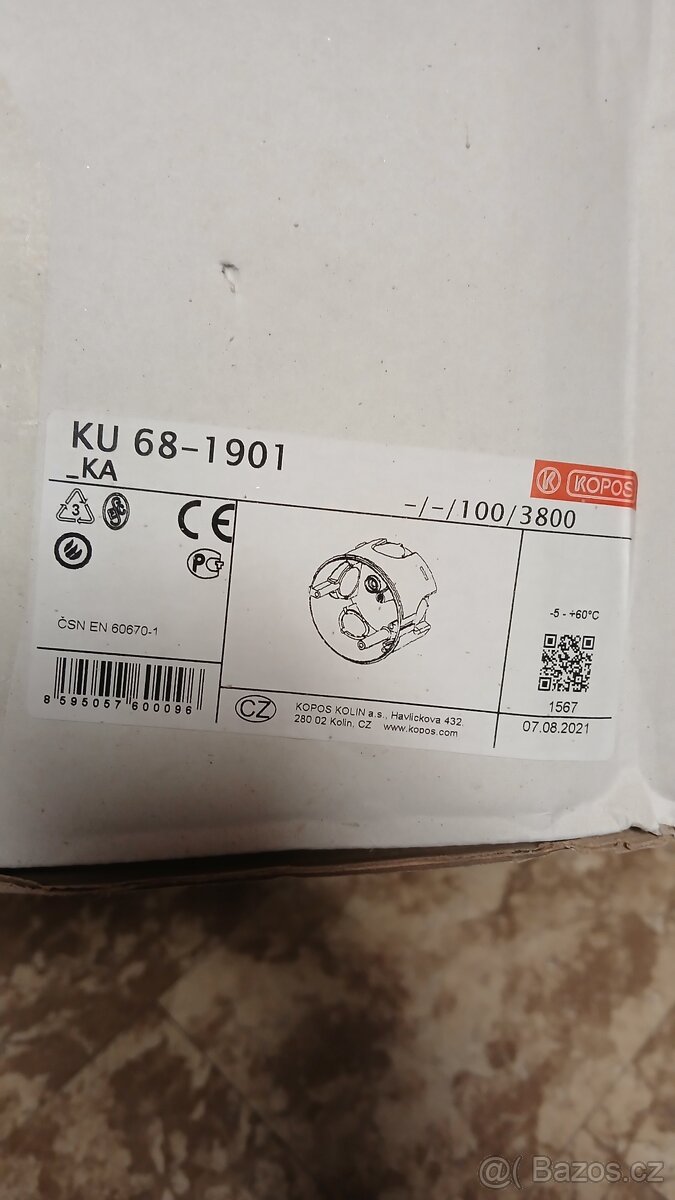 KU 68-1901
_KA
KOPOS
-/-/100/3800
3
CE
ČSN EN 60670-1
-5 - +60°C
1567
07.08.2021
8 595057 600096
CZ
KOPOS KOLIN a.s., Havlickova 432,
280 02 Kolin, CZ www.kopos.com
@ Bazos.cz